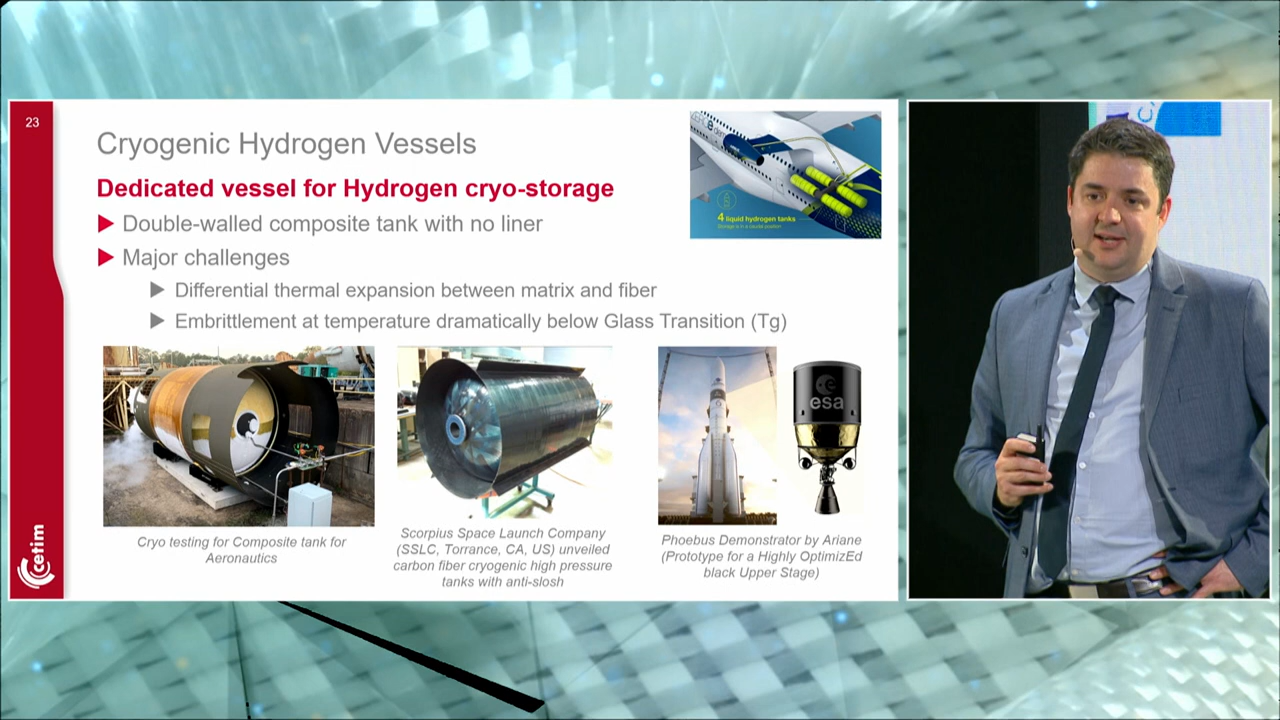 23
Cryogenic Hydrogen Vessels
Dedicated vessel for Hydrogen cryo-storage
Double-walled composite tank with no liner
Major challenges
Differential thermal expansion between matrix and fiber
Embrittlement at temperature dramatically below Glass Transition (Tg)
4 liquid hydrogen tanks
esa
Cryo testing for Composite tank for
Aeronautics
Scorpius Space Launch Company
(SSLC, Torrance, CA, US) unveiled
carbon fiber cryogenic high pressure
tanks with anti-slosh
Phoebus Demonstrator by Ariane
(Prototype for a Highly OptimizEd
black Upper Stage)
cetim